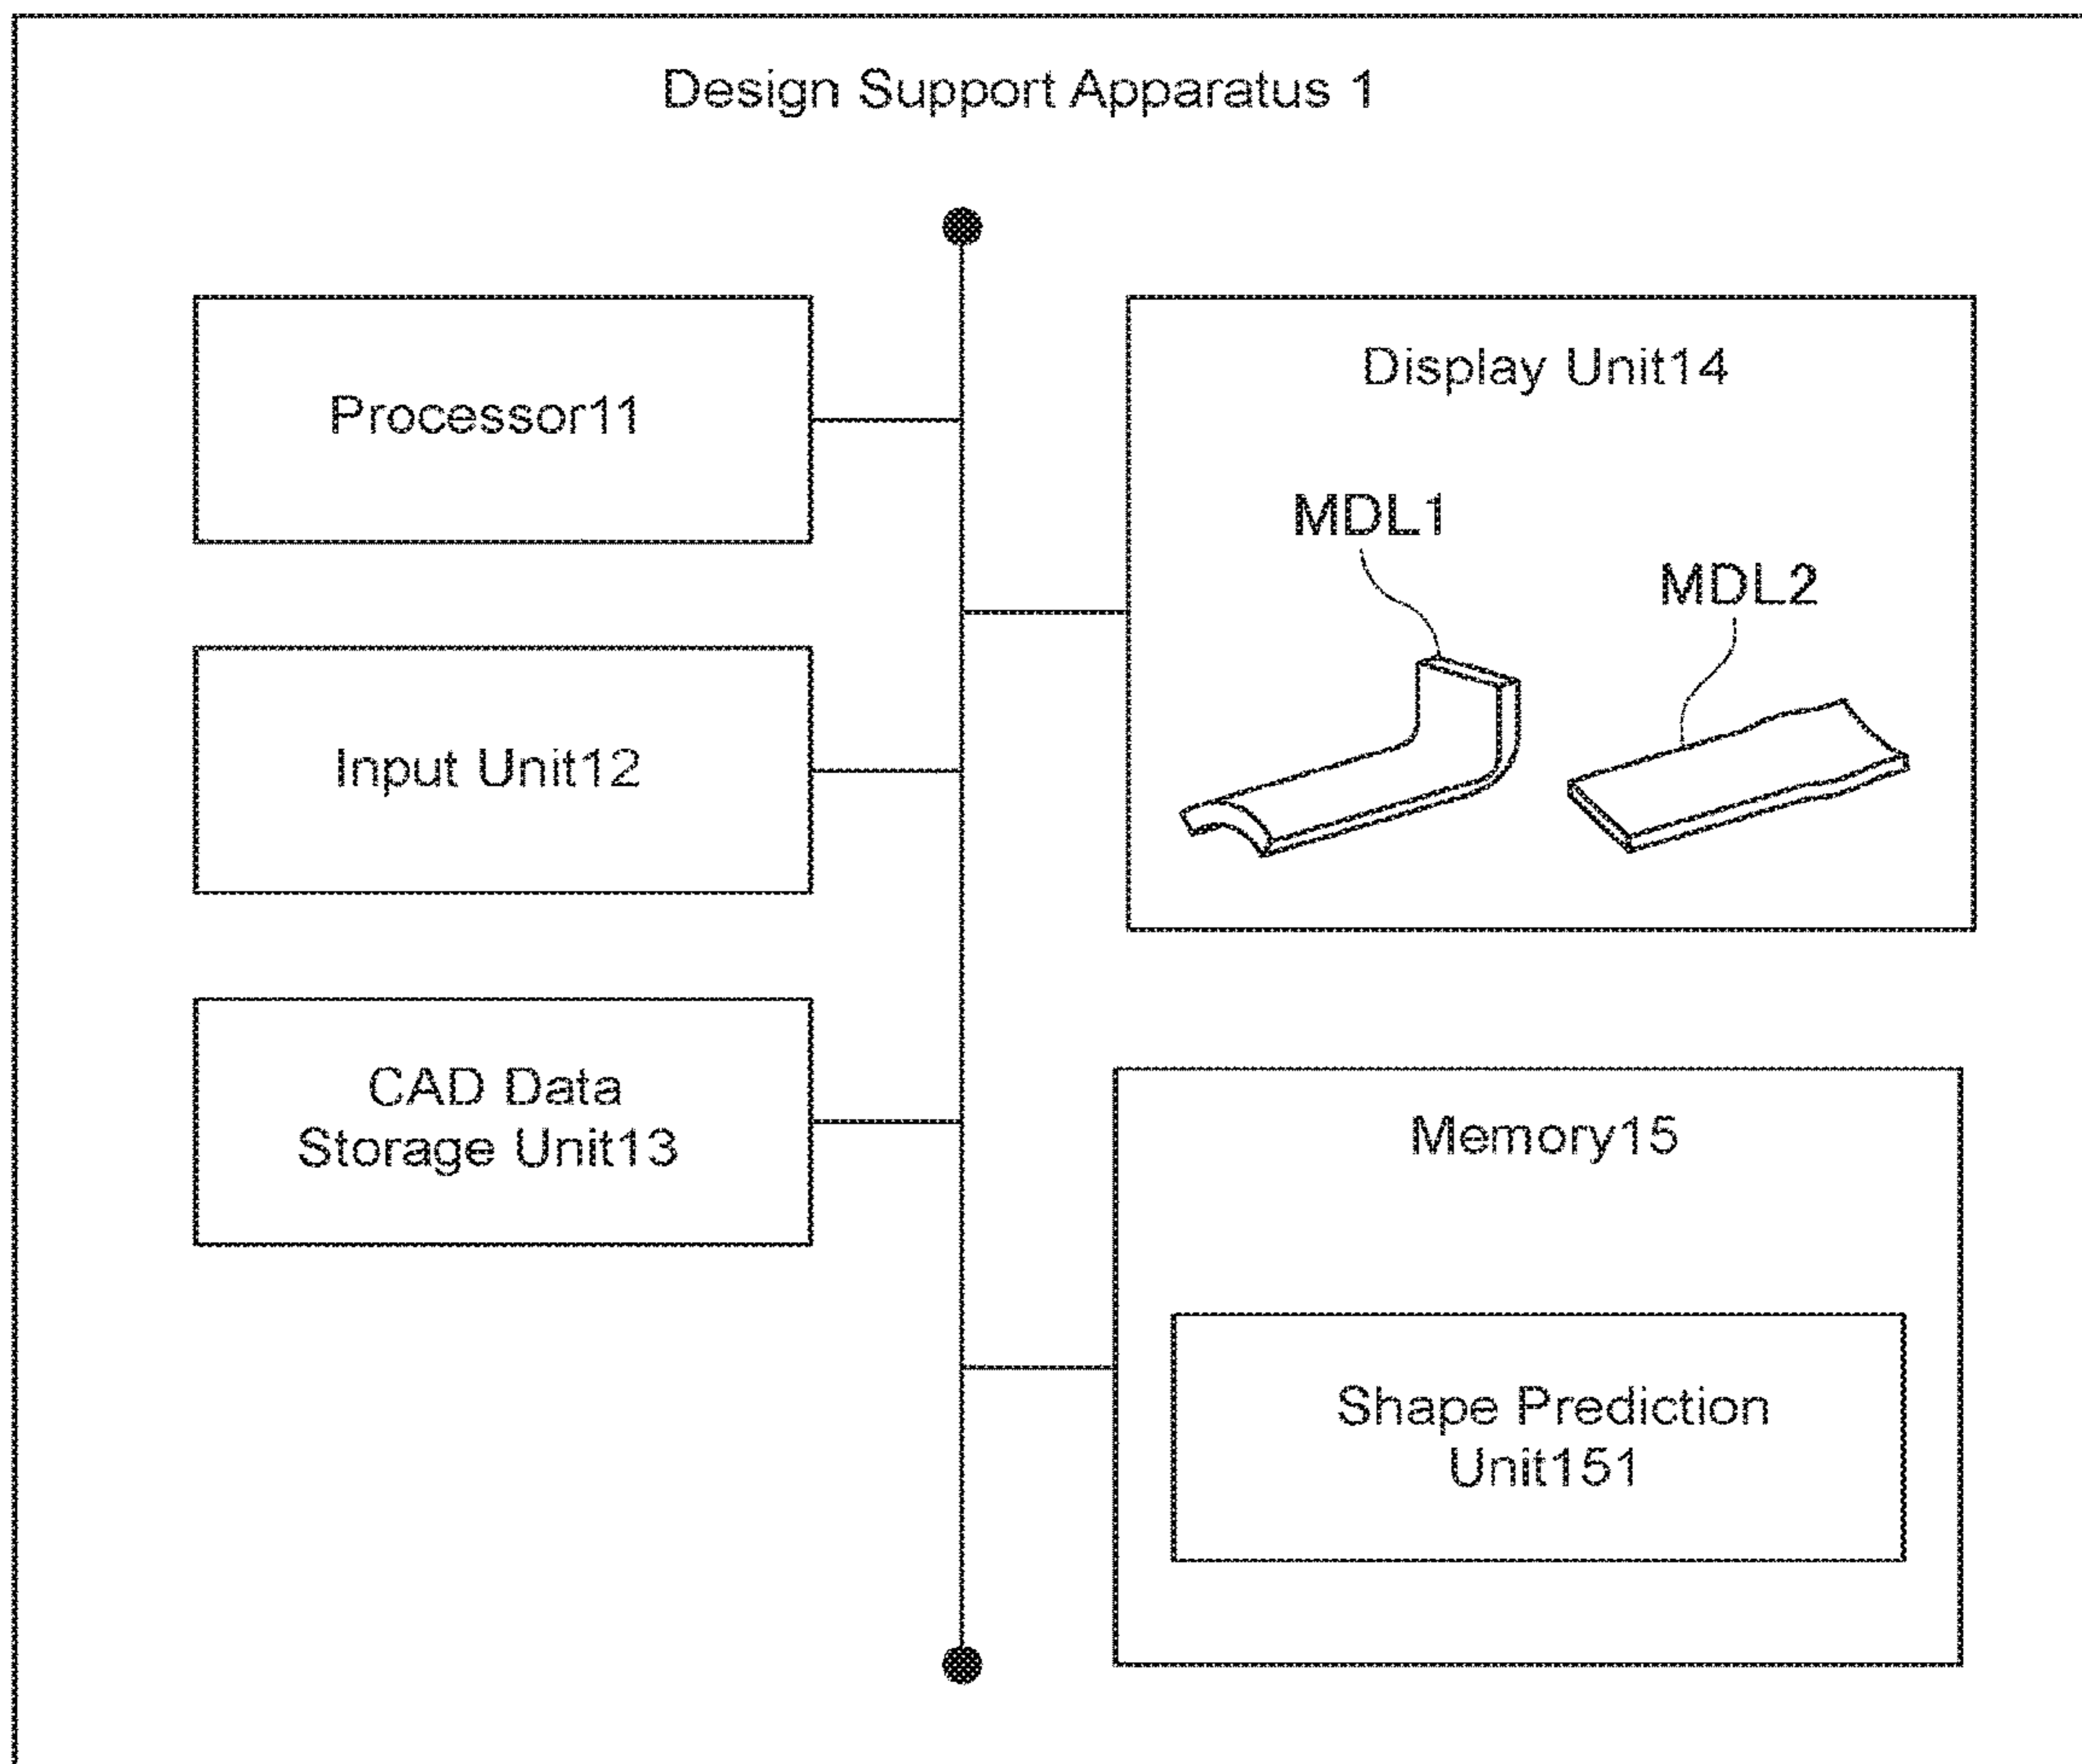 Design Support Apparatus 1
Processor11
Input Unit12
CAD Data
Storage Unit13
Display Unit14
MDL1
MDL2
Memory15
Shape Prediction
Unit151